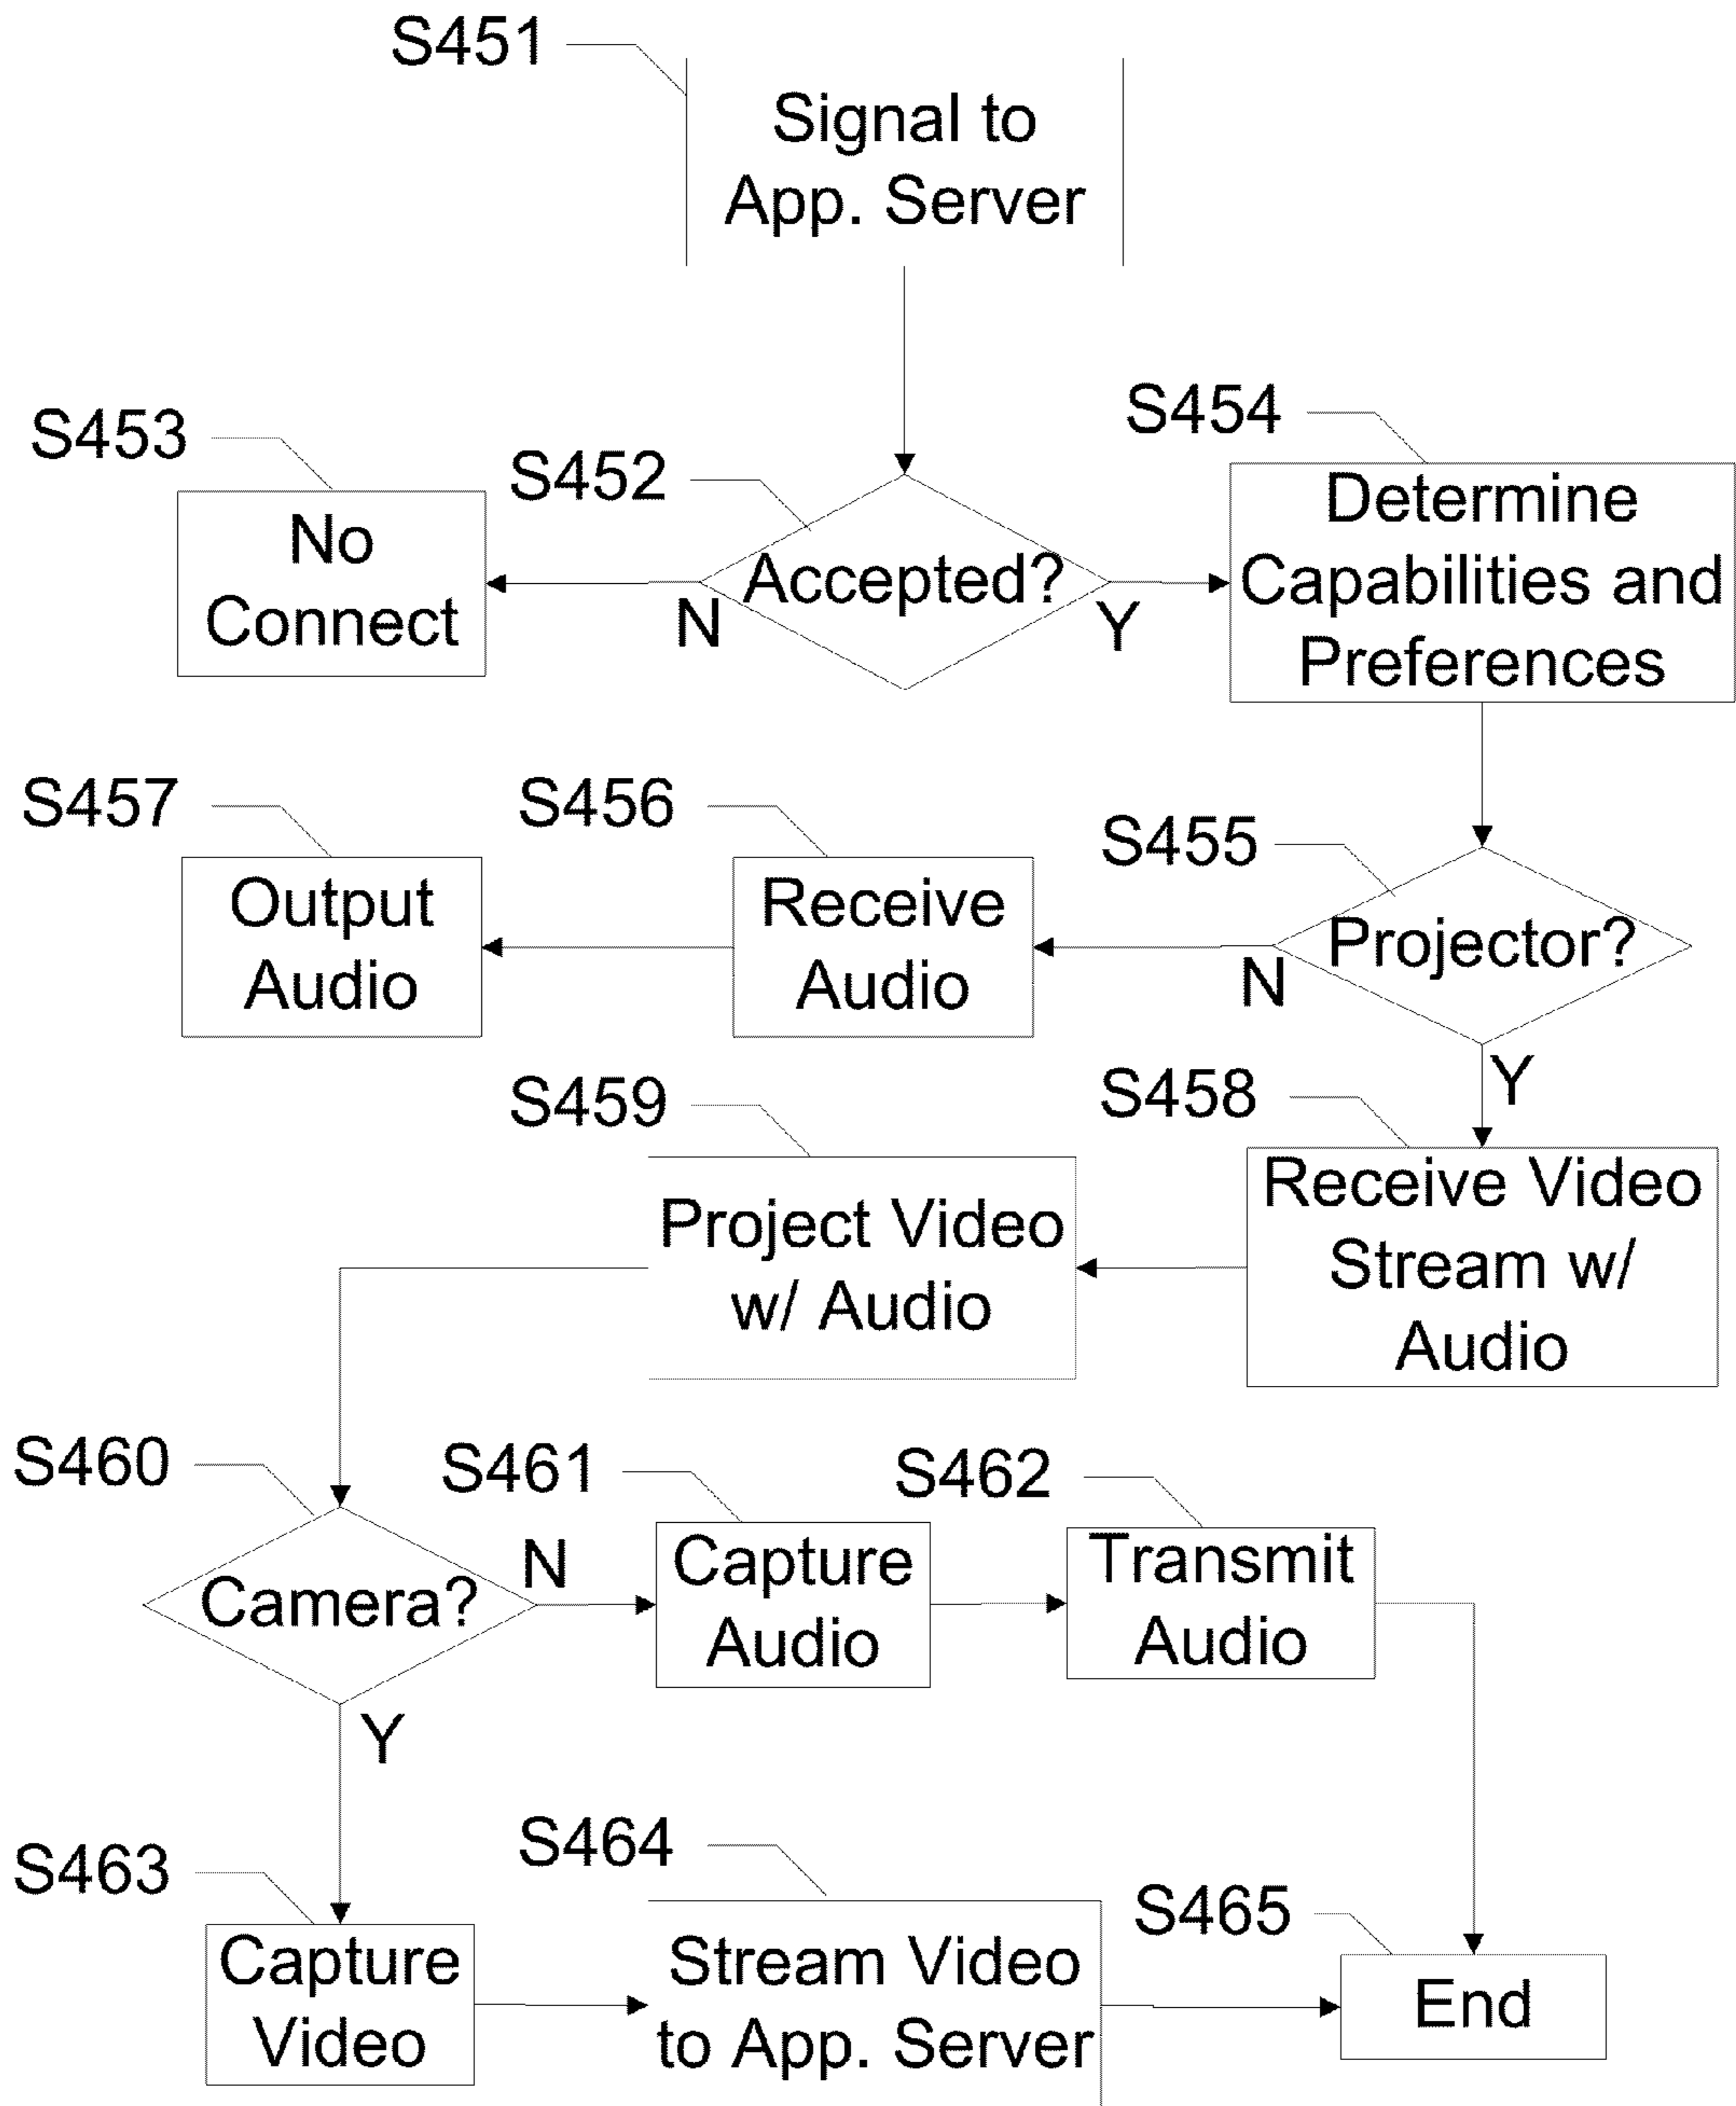 S451
Signal to
App. Server
S453
No
Connect
S452
Accepted?
N
Y
S454
Determine
Capabilities and
Preferences
S457
Output
Audio
S456
Receive
Audio
S455
Projector?
N
Y
S459
Project Video
w/ Audio
S458
Receive Video
Stream w/
Audio
S460
Camera?
N
Y
S461
Capture
Audio
S462
Transmit
Audio
S463
Capture
Video
S464
Stream Video
to App. Server
S465
End